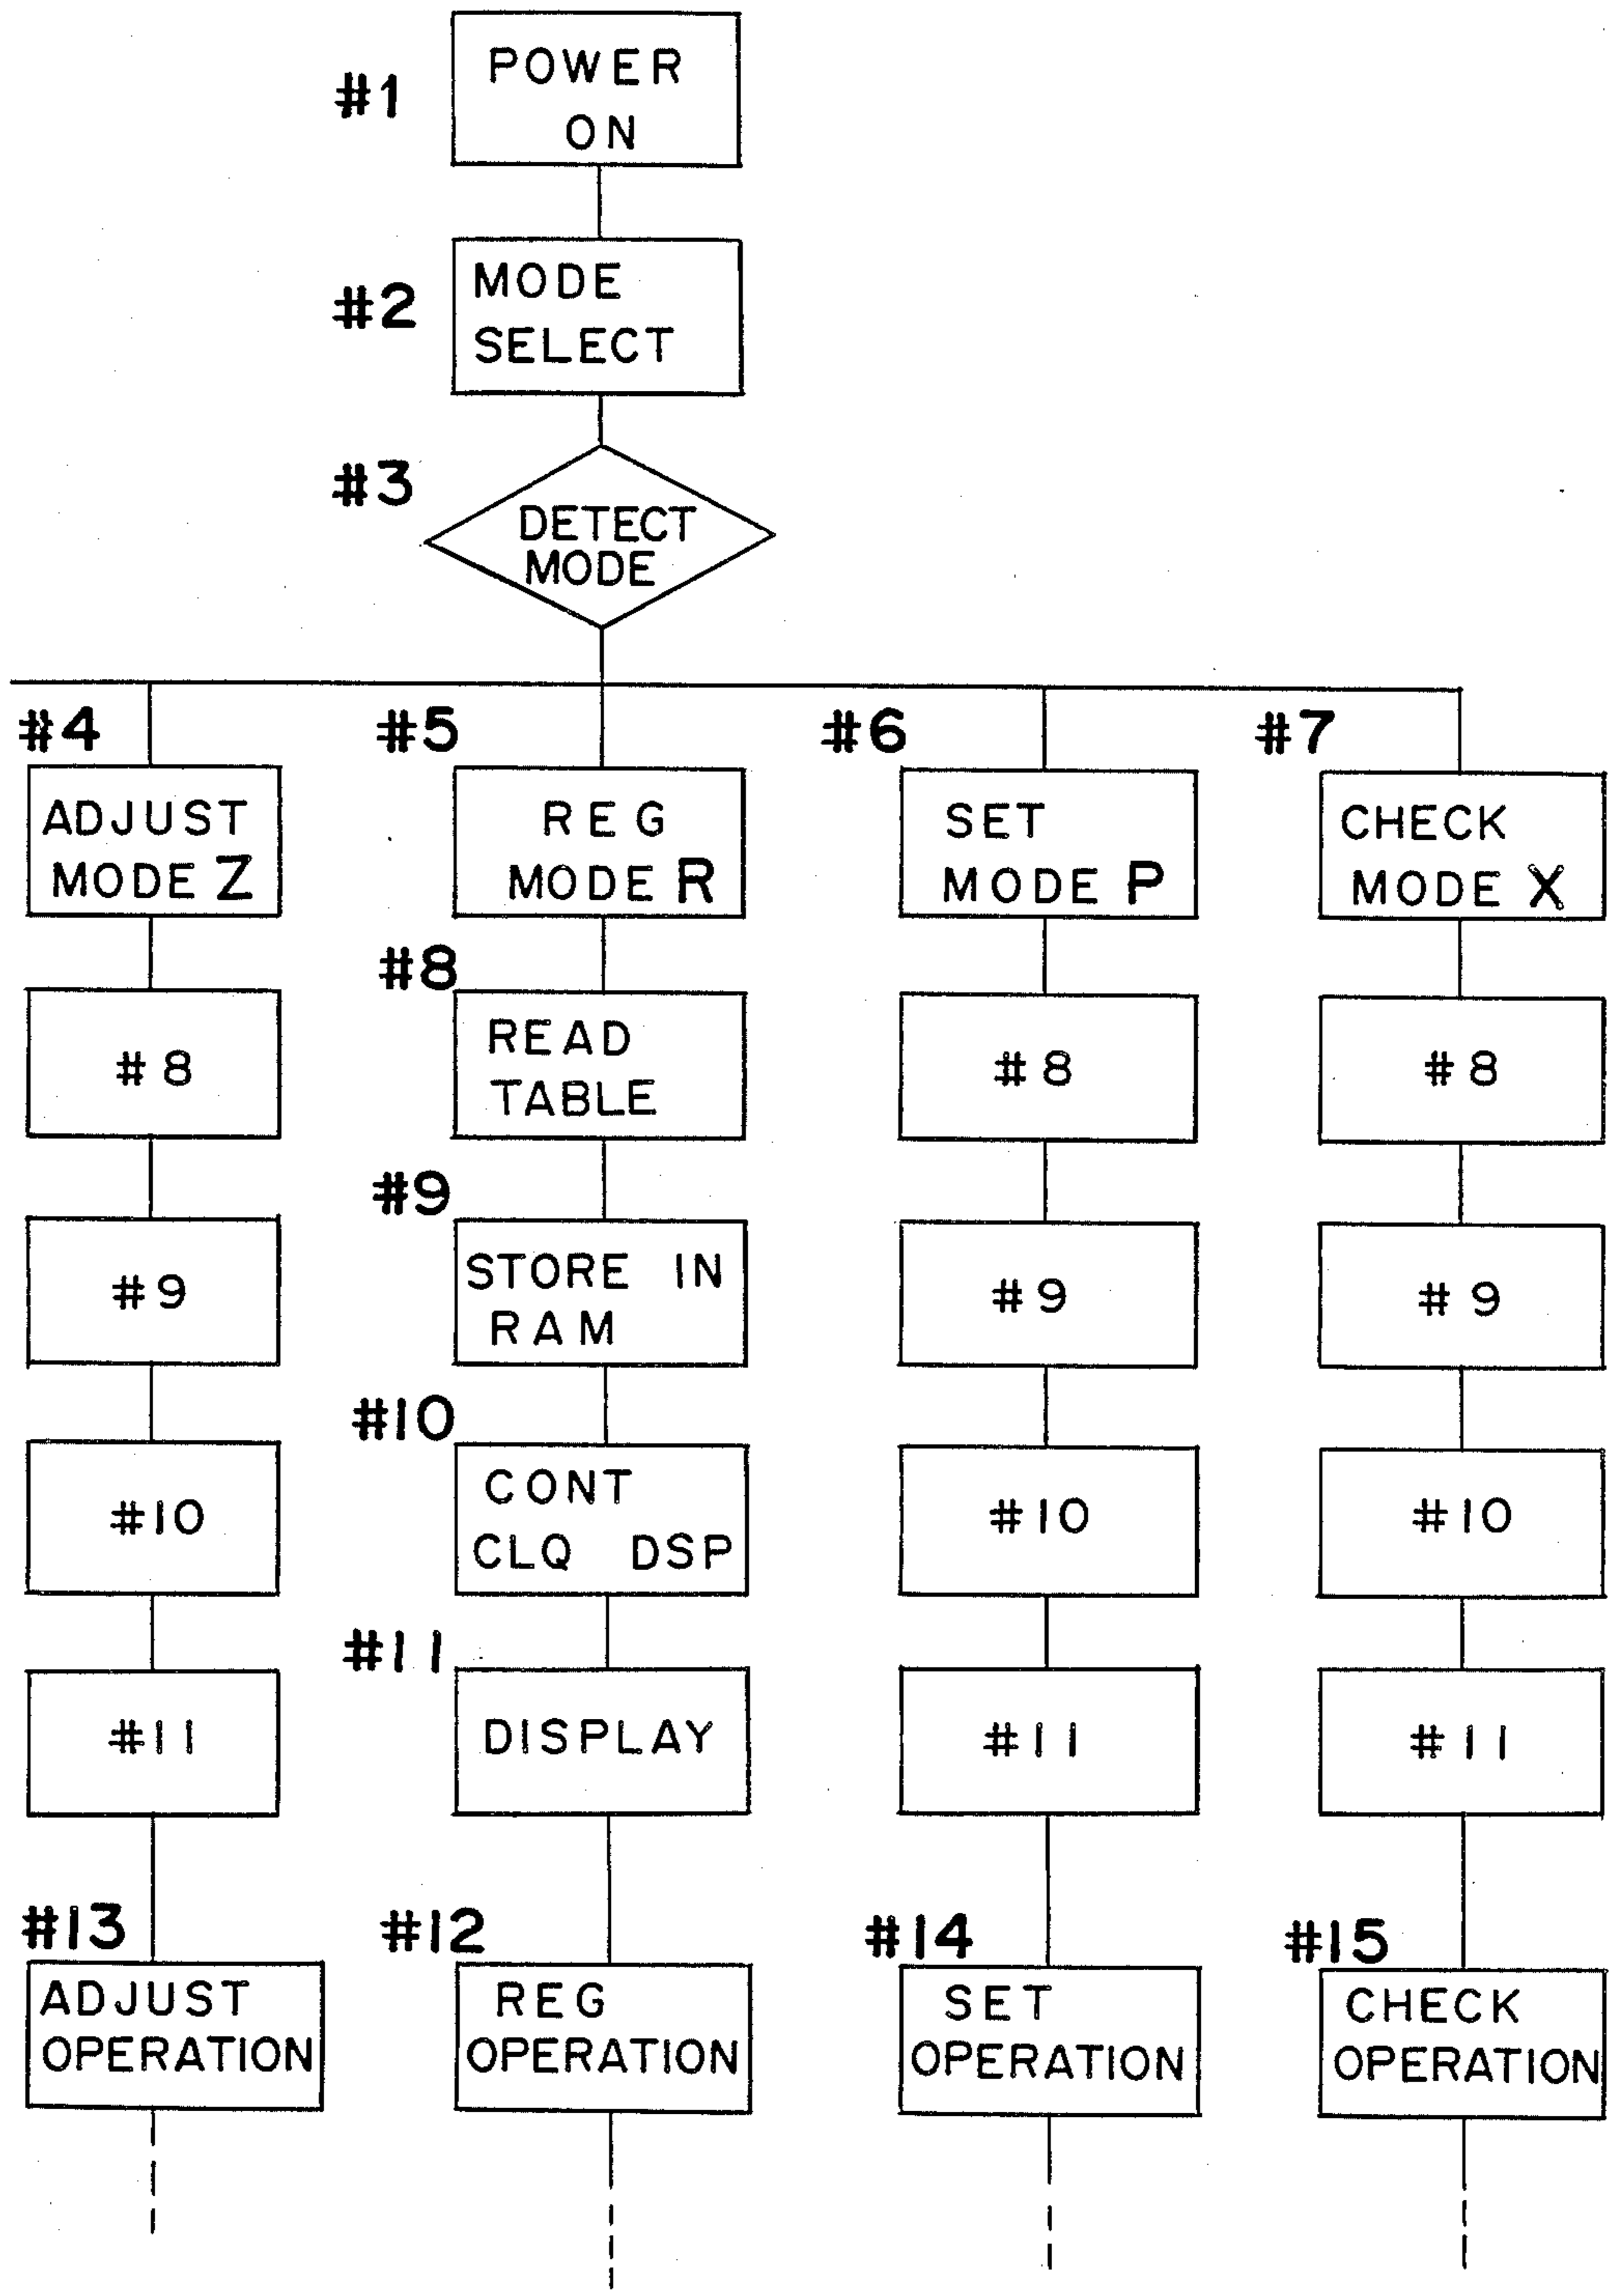 #1
POWER
ON
#2
MODE
SELECT
#3
DETECT
MODE
#4
ADJUST
MODE Z
#8
#9
#10
#11
#13
ADJUST
OPERATION
#5
REG
MODE R
#8
READ
TABLE
#9
STORE IN
RAM
#10
CONT
CLQ DSP
#11
DISPLAY
#12
REG
OPERATION
#6
SET
MODE P
#8
#9
#10
#11
#14
SET
OPERATION
#7
CHECK
MODE X
#8
#9
#10
#11
#15
CHECK
OPERATION